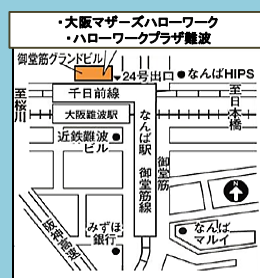 ・大阪マザーズハローワーク
・ハローワークプラザ難波
御堂筋グランドビル
24号出口
なんばHIPS
至桜川
千日前線
至日本橋
大阪難波駅
近鉄難波
ビル
なんば駅
御堂筋線
御堂筋
阪神高速
みずほ
銀行
なんば
マルイ